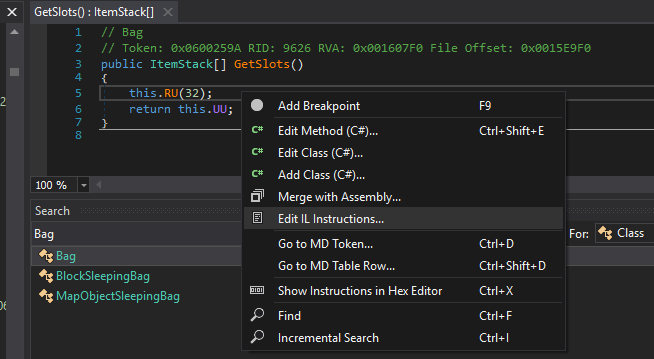 GetSlots() : ItemStack[] ×
1 // Bag
2 // Token: 0x0600259A RID: 9626 RVA: 0x001607F0 File Offset: 0x0015E9F0
3 public ItemStack[] GetSlots()
4 {
5 this.RU(32);
6 return this.UU;
7 }
8
Add Breakpoint F9
C# Edit Method (C#)... Ctrl+Shift+E
C# Edit Class (C#)...
C# Add Class (C#)...
Merge with Assembly...
Edit IL Instructions...
Go to MD Token... Ctrl+D
Go to MD Table Row... Ctrl+Shift+D
Show Instructions in Hex Editor Ctrl+X
Find Ctrl+F
Incremental Search Ctrl+I
100 %
Search
Bag
For: Class
Bag
BlockSleepingBag
MapObjectSleepingBag